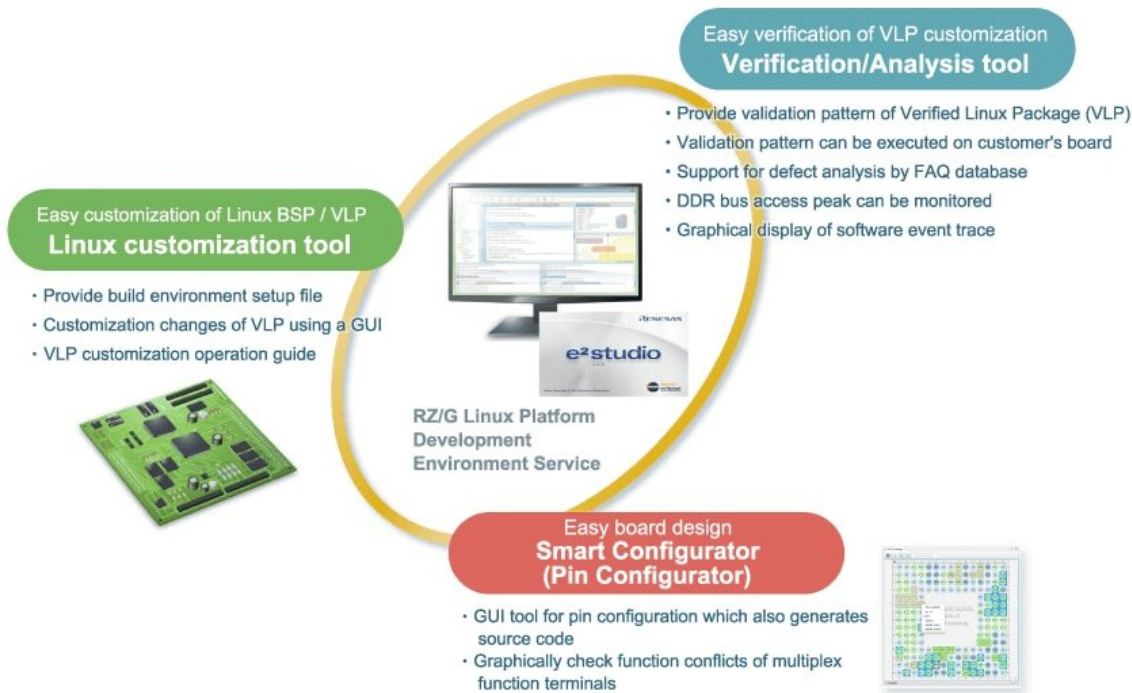 Easy verification of VLP customization
Verification/Analysis tool
・Provide validation pattern of Verified Linux Package (VLP)
・Validation pattern can be executed on customer's board
・Support for defect analysis by FAQ database
・DDR bus access peak can be monitored
・Graphical display of software event trace
Easy customization of Linux BSP / VLP
Linux customization tool
・Provide build environment setup file
・Customization changes of VLP using a GUI
・VLP customization operation guide
RENESAS
e² studio
eclipse
RZ/G Linux Platform
Development
Environment Service
Easy board design
Smart Configurator
(Pin Configurator)
・GUI tool for pin configuration which also generates
source code
・Graphically check function conflicts of multiplex
function terminals